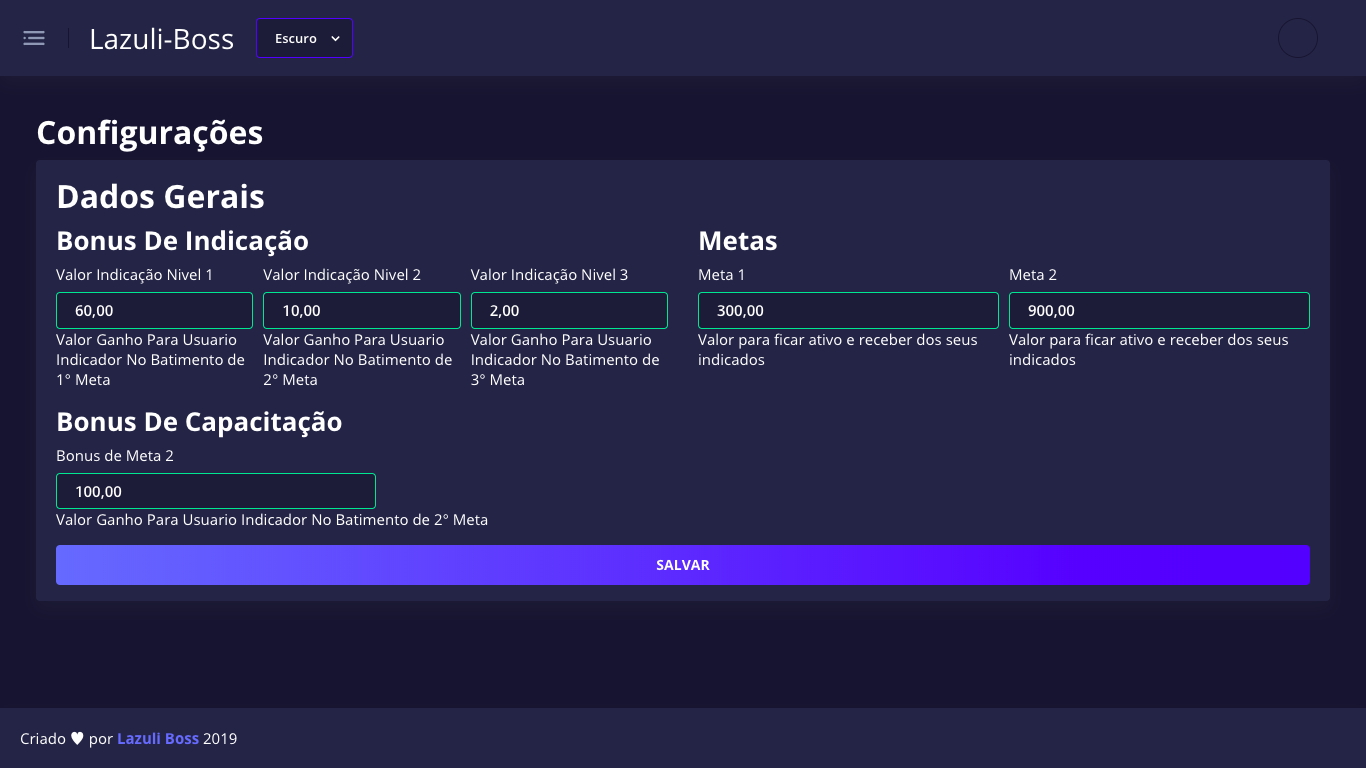 Lazuli-Boss
Escuro
Configurações
Dados Gerais
Bonus De Indicação
Valor Indicação Nivel 1
60,00
Valor Ganho Para Usuario
Indicador No Batimento de
1° Meta
Valor Indicação Nivel 2
10,00
Valor Ganho Para Usuario
Indicador No Batimento de
2° Meta
Valor Indicação Nivel 3
2,00
Valor Ganho Para Usuario
Indicador No Batimento de
3° Meta
Metas
Meta 1
300,00
Valor para ficar ativo e receber dos seus
indicados
Meta 2
900,00
Valor para ficar ativo e receber dos seus
indicados
Bonus De Capacitação
Bonus de Meta 2
100,00
Valor Ganho Para Usuario Indicador No Batimento de 2° Meta
SALVAR
Criado ♥ por Lazuli Boss 2019